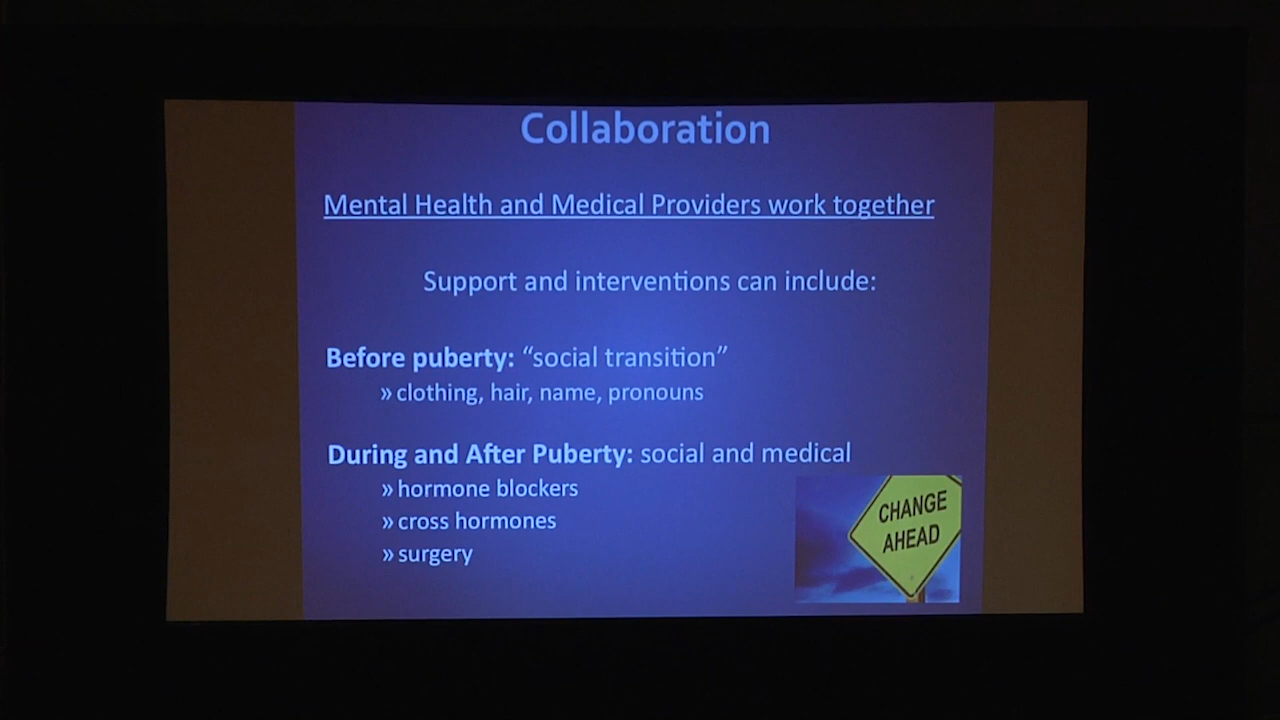 Collaboration
Mental Health and Medical Providers work together
Support and interventions can include:
Before puberty: “social transition”
» clothing, hair, name, pronouns
During and After Puberty: social and medical
» hormone blockers
» cross hormones
» surgery
CHANGE
AHEAD